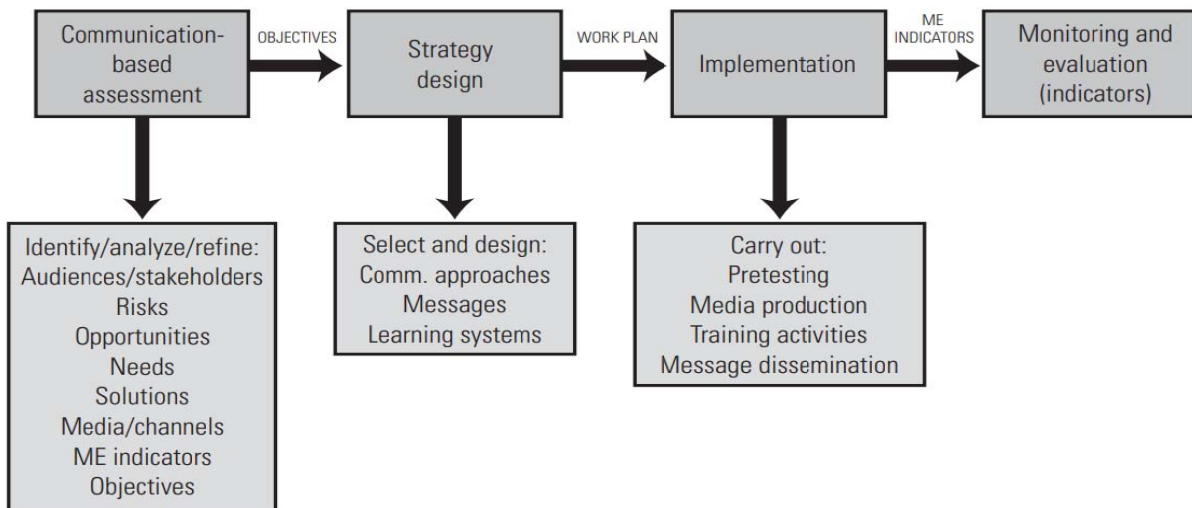 Communication-
based
assessment
OBJECTIVES
Strategy
design
WORK PLAN
Implementation
ME
INDICATORS
Monitoring and
evaluation
(indicators)
Identify/analyze/refine:
Audiences/stakeholders
Risks
Opportunities
Needs
Solutions
Media/channels
ME indicators
Objectives
Select and design:
Comm. approaches
Messages
Learning systems
Carry out:
Pretesting
Media production
Training activities
Message dissemination